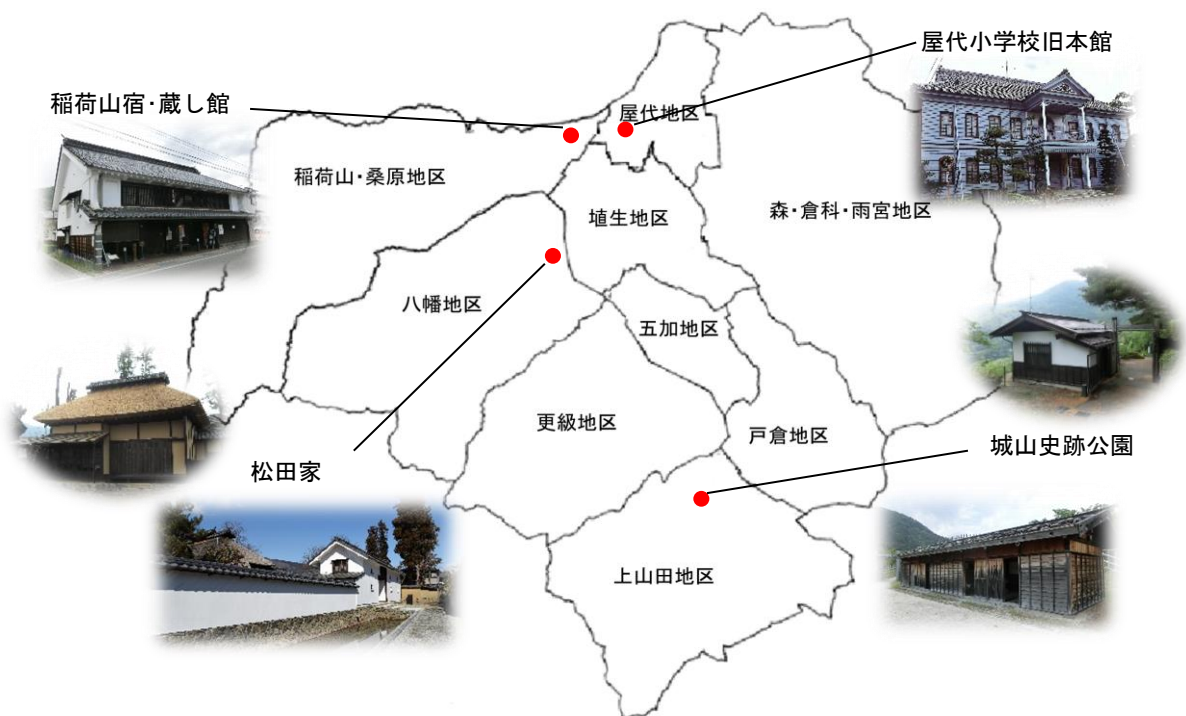 屋代小学校旧本館
稲荷山宿・蔵し館
屋代地区
稲荷山・桑原地区
森・倉科・雨宮地区
埴生地区
八幡地区
五加地区
更級地区
戸倉地区
松田家
城山史跡公園
上山田地区